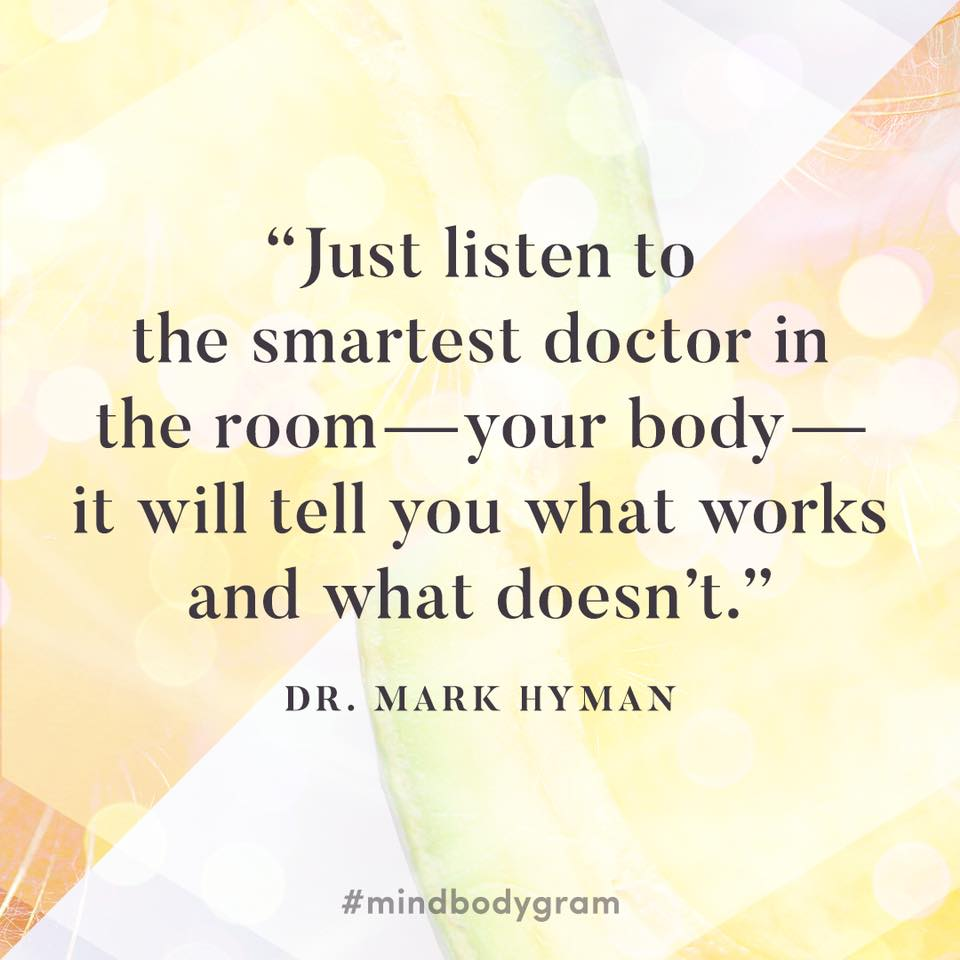 “Just listen to
the smartest doctor in
the room—your body—
it will tell you what works
and what doesn’t.”
DR. MARK HYMAN
#mindbodygram